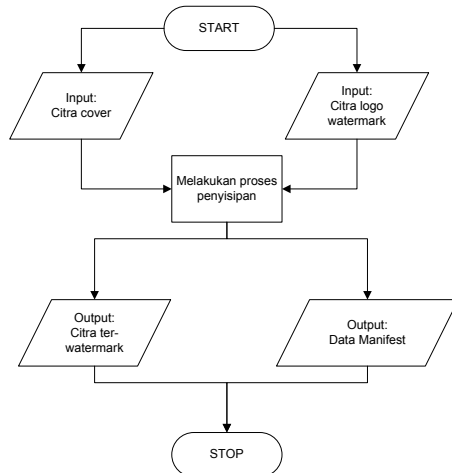 START
Input:
Citra cover
Input:
Citra logo
watermark
Melakukan proses
penyisipan
Output:
Citra ter-
watermark
Output:
Data Manifest
STOP